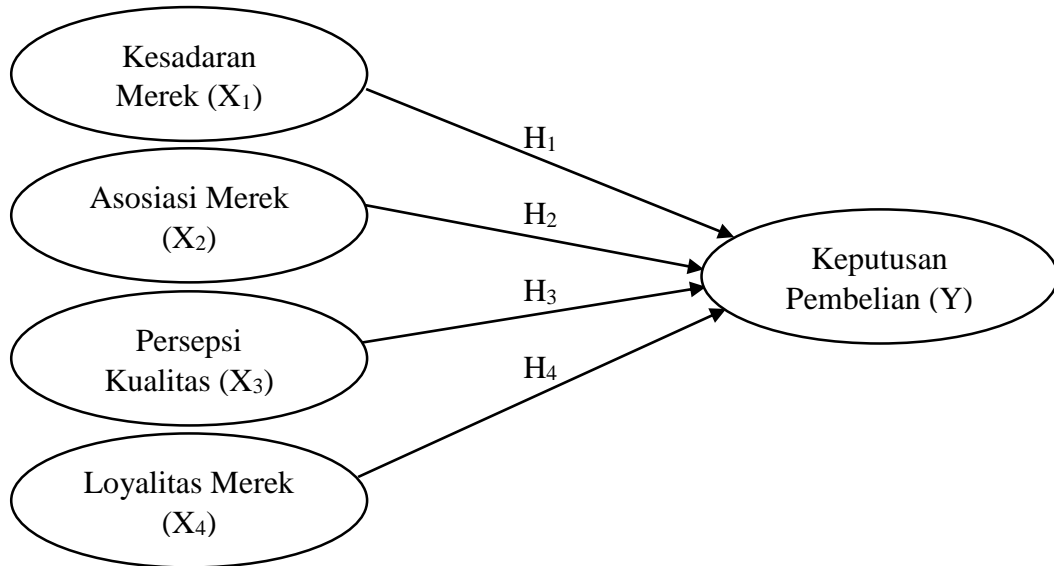 Kesadaran
Merek (X₁)
H₁
Asosiasi Merek
(X₂)
H₂
Keputusan
Pembelian (Y)
H₃
Persepsi
Kualitas (X₃)
H₄
Loyalitas Merek
(X₄)